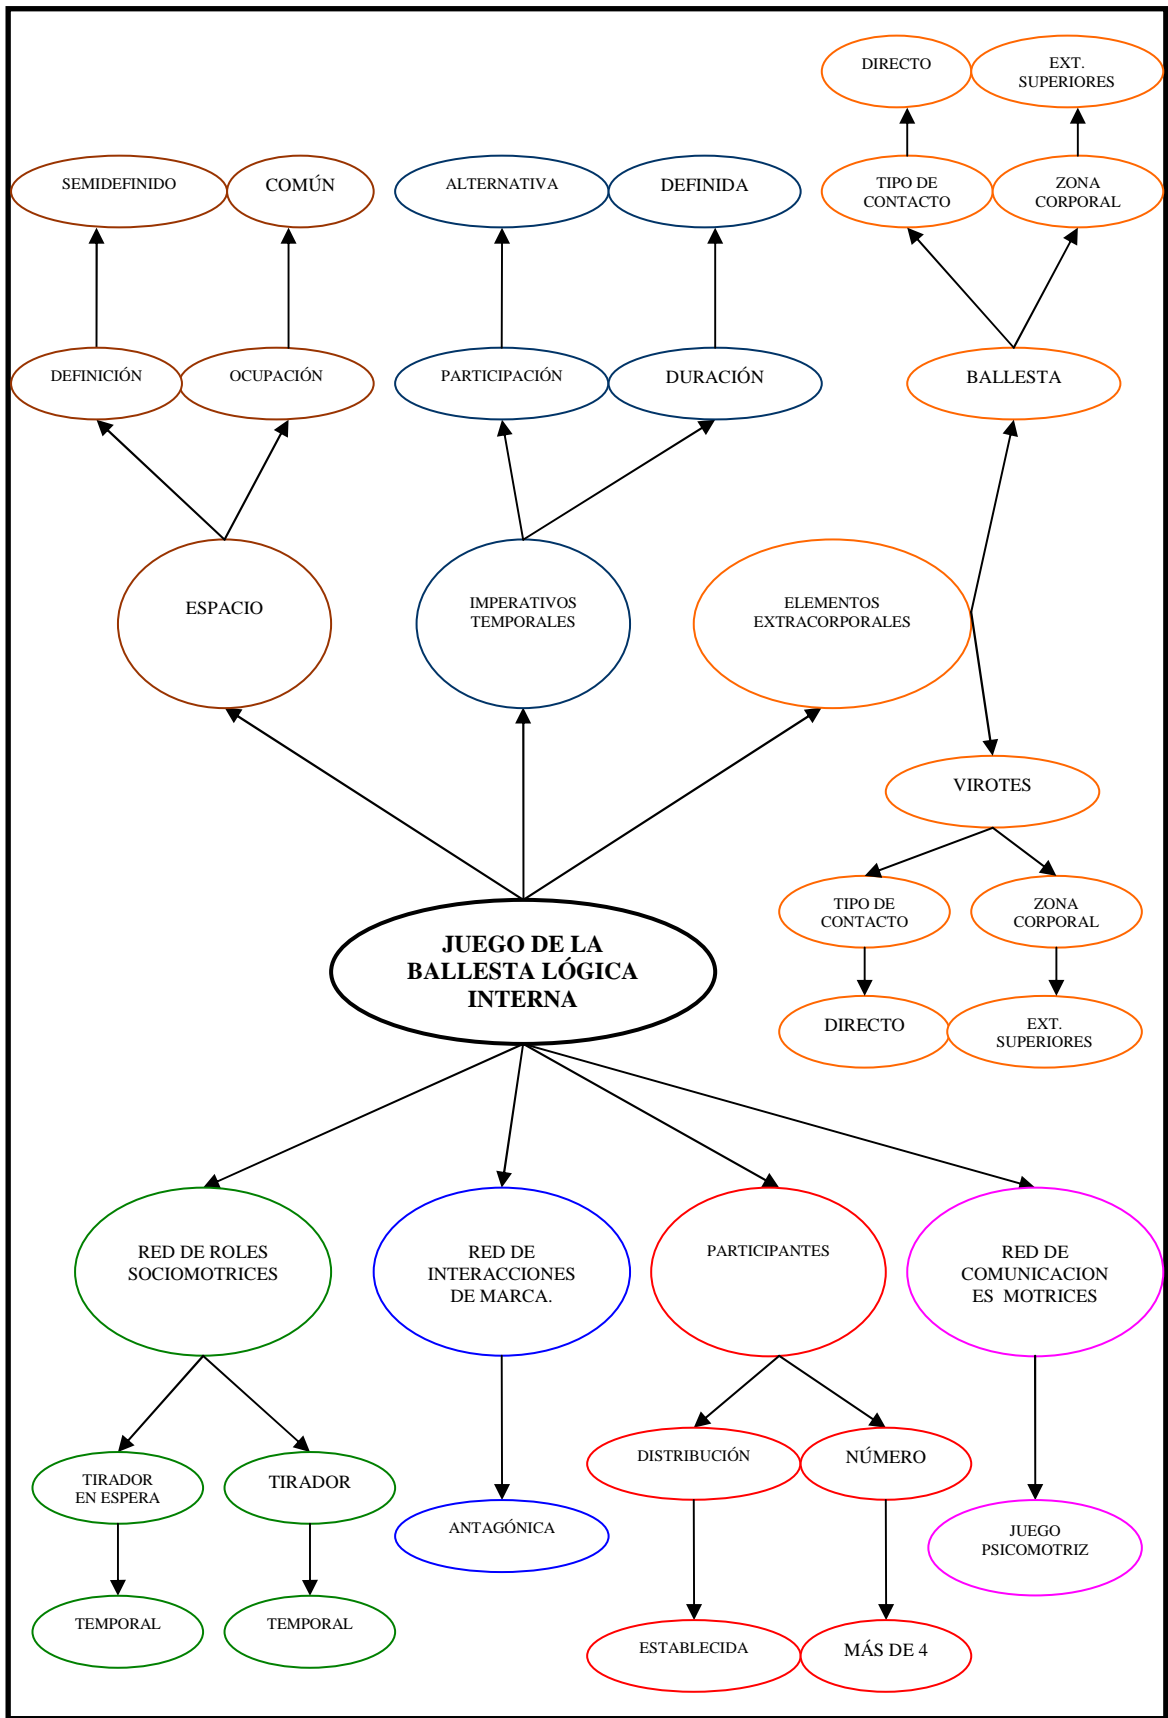 DIRECTO
EXT.
SUPERIORES
SEMIDEFINIDO
COMÚN
ALTERNATIVA
DEFINIDA
TIPO DE
CONTACTO
ZONA
CORPORAL
DEFINICIÓN
OCUPACIÓN
PARTICIPACIÓN
DURACIÓN
BALLESTA
ESPACIO
IMPERATIVOS
TEMPORALES
ELEMENTOS
EXTRACORPORALES
VIROTES
TIPO DE
CONTACTO
ZONA
CORPORAL
JUEGO DE LA
BALLESTA LÓGICA
INTERNA
DIRECTO
EXT.
SUPERIORES
RED DE ROLES
SOCIOMOTRICES
RED DE
INTERACCIONES
DE MARCA.
PARTICIPANTES
RED DE
COMUNICACION
ES MOTRICES
TIRADOR
EN ESPERA
TIRADOR
DISTRIBUCIÓN
NÚMERO
ANTAGÓNICA
JUEGO
PSICOMOTRIZ
TEMPORAL
TEMPORAL
ESTABLECIDA
MÁS DE 4